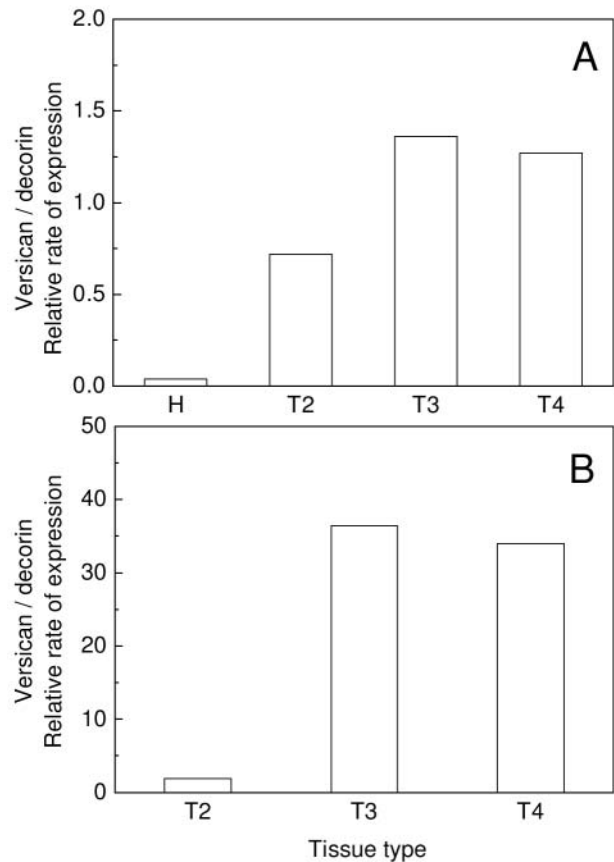 A
Versican / decorin
Relative rate of expression
2.0
1.5
1.0
0.5
0.0
H T2 T3 T4
B
Versican / decorin
Relative rate of expression
50
40
30
20
10
0
T2 T3 T4
Tissue type